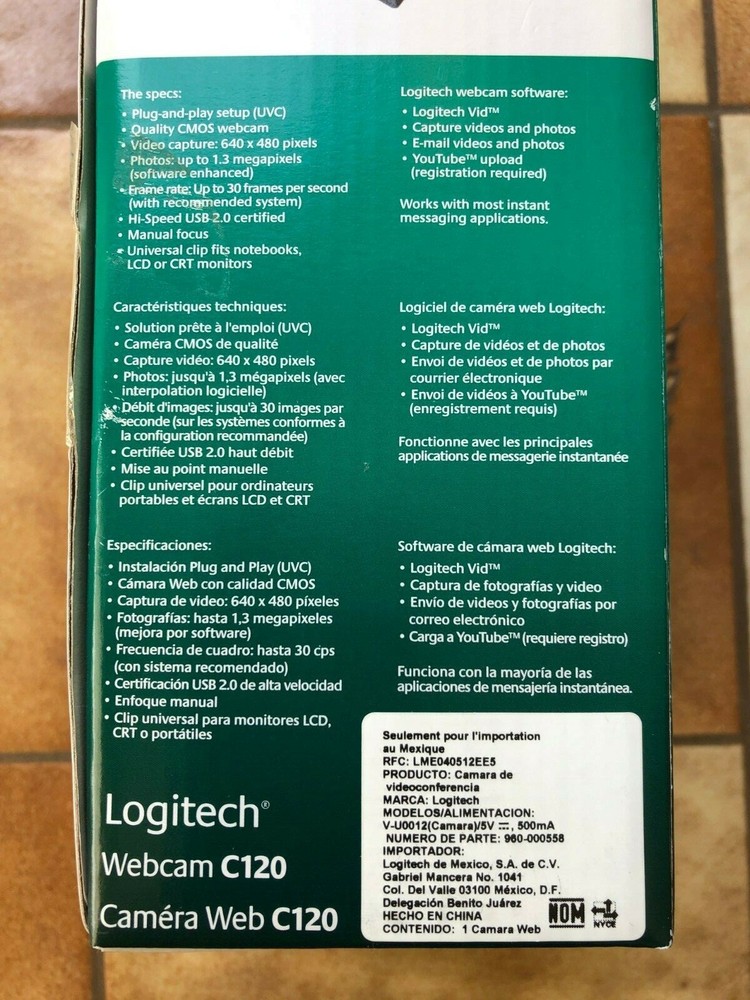 The specs:
• Plug-and-play setup (UVC)
• Quality CMOS webcam
• Video capture: 640 x 480 pixels
• Photos: up to 1.3 megapixels
(software enhanced)
• Frame rate: Up to 30 frames per second
(with recommended system)
• Hi-Speed USB 2.0 certified
• Manual focus
• Universal clip fits notebooks,
LCD or CRT monitors
Logitech webcam software:
• Logitech Vid™
• Capture videos and photos
• E-mail videos and photos
• YouTube™ upload
(registration required)
Works with most instant
messaging applications.
Caractéristiques techniques:
• Solution prête à l'emploi (UVC)
• Caméra CMOS de qualité
• Capture vidéo: 640 x 480 pixels
• Photos: jusqu'à 1,3 mégapixels (avec
interpolation logicielle)
• Débit d'images: jusqu'à 30 images par
seconde (sur les systèmes conformes à
la configuration recommandée)
• Certifiée USB 2.0 haut débit
• Mise au point manuelle
• Clip universel pour ordinateurs
portables et écrans LCD et CRT
Logiciel de caméra web Logitech:
• Logitech Vid™
• Capture de vidéos et de photos
• Envoi de vidéos et de photos par
courrier électronique
• Envoi de vidéos à YouTube™
(enregistrement requis)
Fonctionne avec les principales
applications de messagerie instantanée
Especificaciones:
• Instalación Plug and Play (UVC)
• Cámara Web con calidad CMOS
• Captura de video: 640 x 480 píxeles
• Fotografías: hasta 1,3 megapixeles
(mejora por software)
• Frecuencia de cuadro: hasta 30 cps
(con sistema recomendado)
• Certificación USB 2.0 de alta velocidad
• Enfoque manual
• Clip universal para monitores LCD,
CRT o portátiles
Software de cámara web Logitech:
• Logitech Vid™
• Captura de fotografías y video
• Envío de videos y fotografías por
correo electrónico
• Carga a YouTube™ (requiere registro)
Funciona con la mayoría de las
aplicaciones de mensajería instantánea.
Logitech®
Webcam C120
Caméra Web C120
Seulement pour l'importation
au Mexique
RFC: LME040512EE5
PRODUCTO: Camara de
videoconferencia
MARCA: Logitech
MODELOS/ALIMENTACION:
V-U0012(Camara)/5V ⎓, 500mA
NUMERO DE PARTE: 960-000558
IMPORTADOR:
Logitech de Mexico, S.A. de C.V.
Gabriel Mancera No. 1041
Col. Del Valle 03100 México, D.F.
Delegación Benito Juárez
HECHO EN CHINA
CONTENIDO: 1 Camara Web
NOM
NYCE